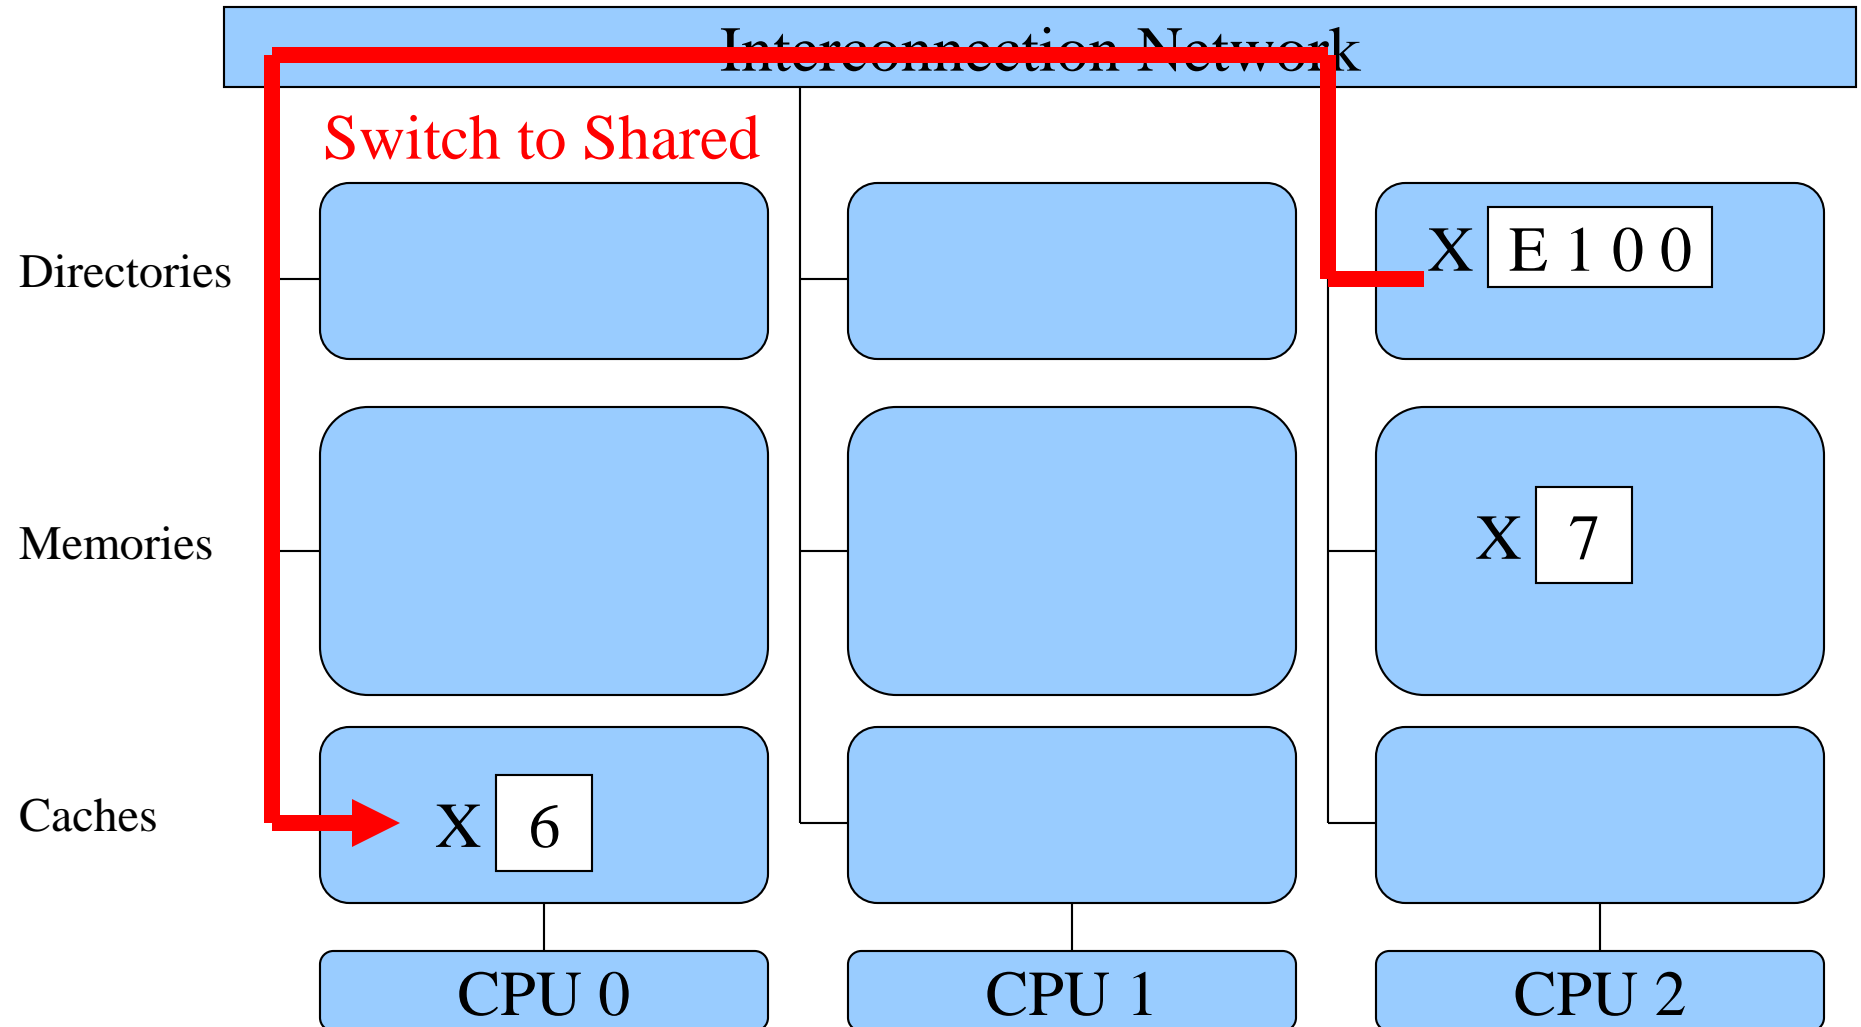 Interconnection Network
Switch to Shared
Directories
X E 1 0 0
Memories
X 7
Caches
X 6
CPU 0 CPU 1 CPU 2